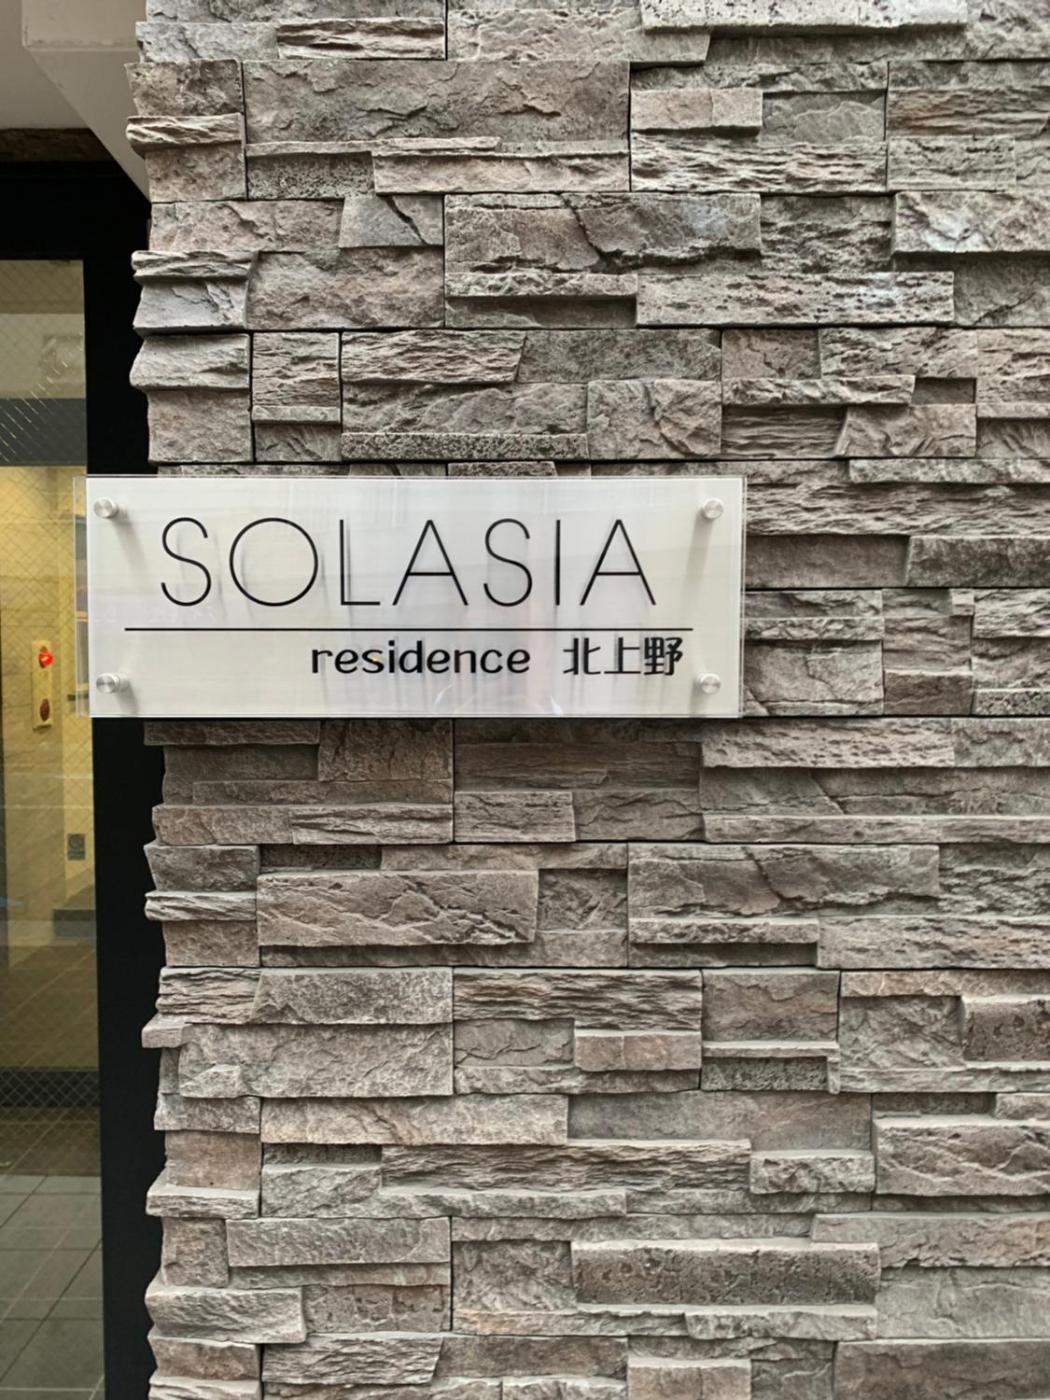 SOLASIA
residence 北上野